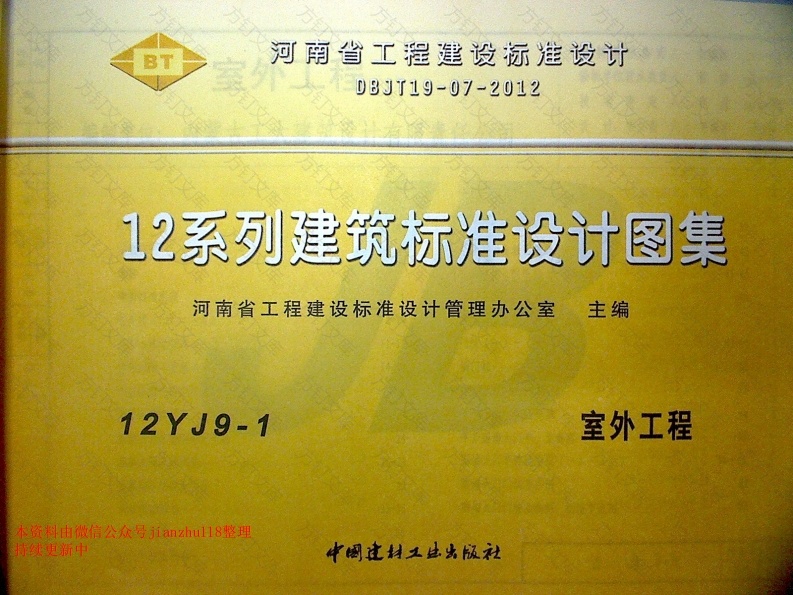 BT
河南省工程建设标准设计
DBJT19-07-2012
12系列建筑标准设计图集
河南省工程建设标准设计管理办公室 主编
12YJ9-1 室外工程
本资料由微信公众号jianzhu118整理
持续更新中
中国建材工业出版社